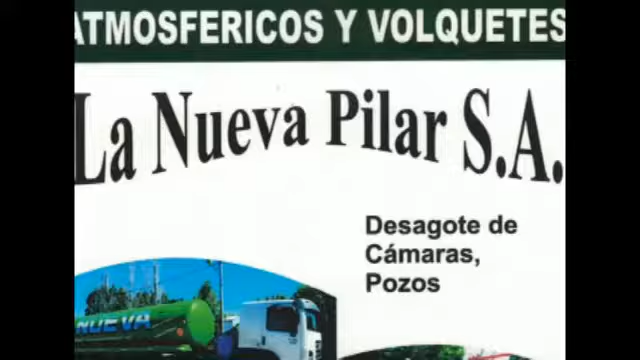 ATMOSFERICOS Y VOLQUETES
La Nueva Pilar S.A.
Desagote de
Cámaras,
Pozos
NUEVA